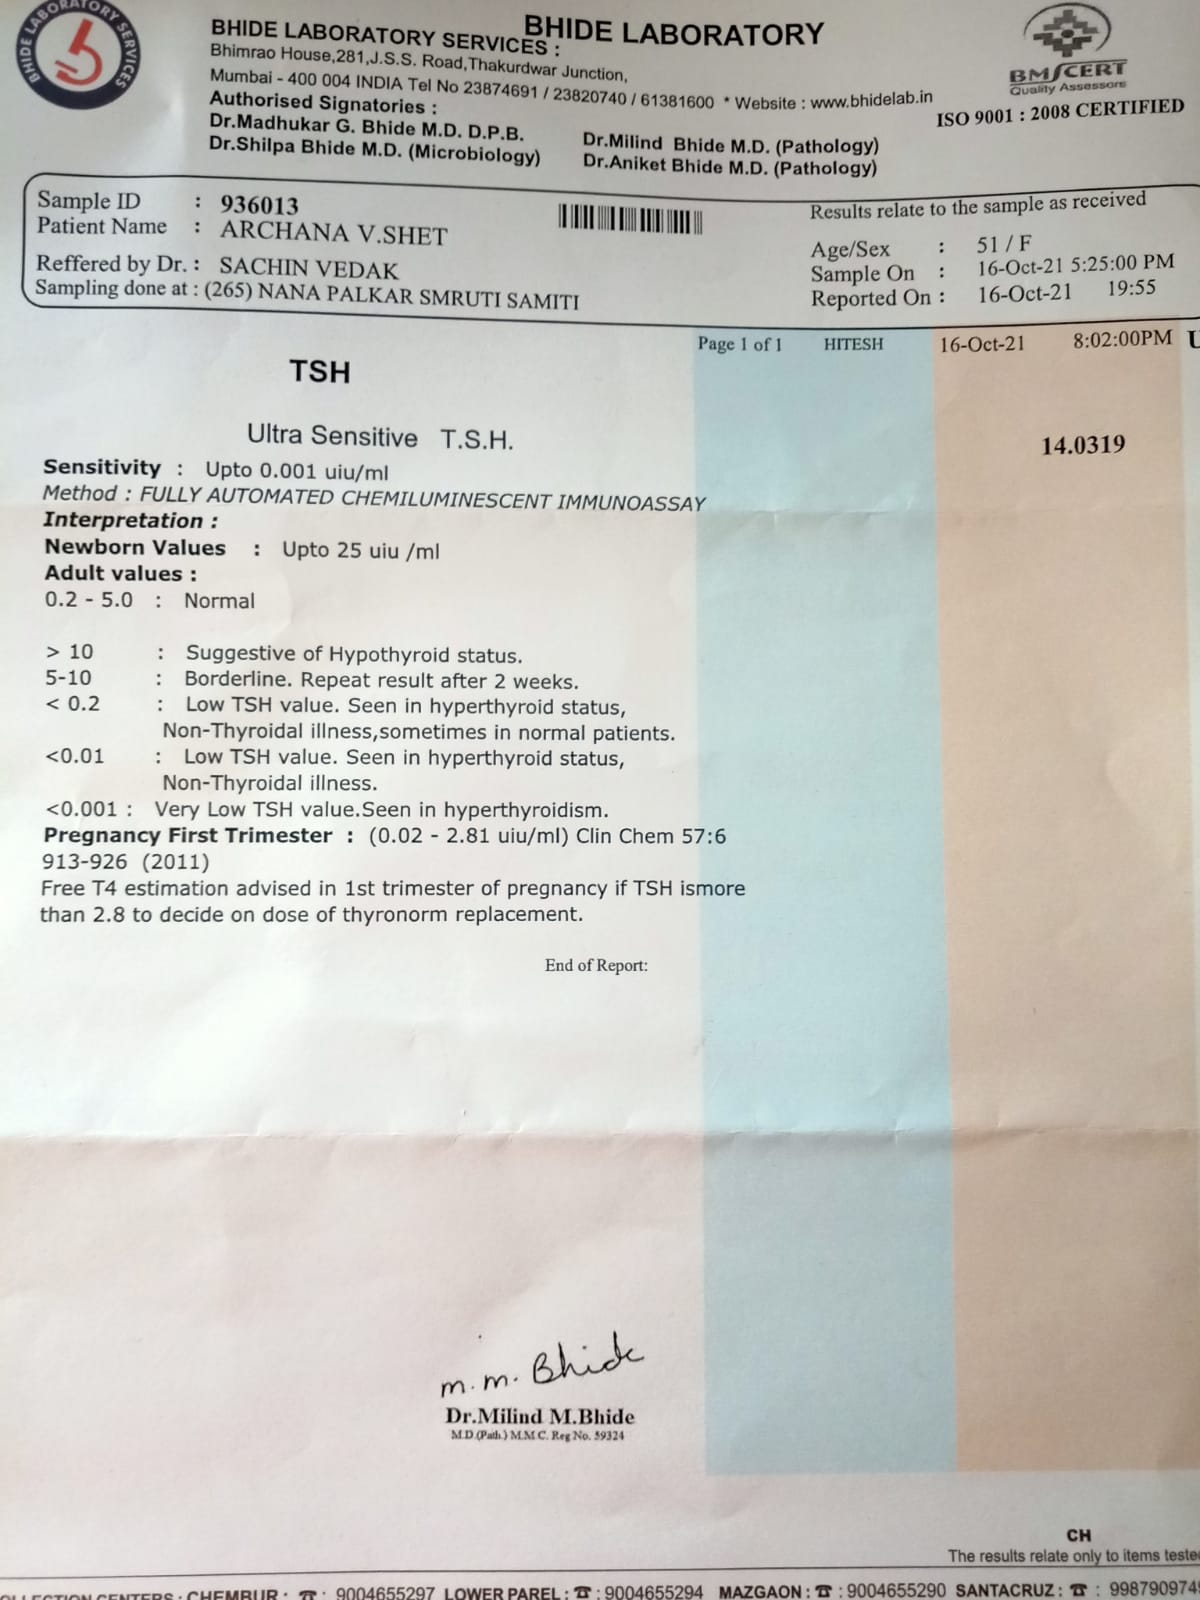 BHIDE LABORATORY SERVICES
BHIDE LABORATORY
BHIDE LABORATORY SERVICES :
Bhimrao House,281,J.S.S. Road,Thakurdwar Junction,
Mumbai - 400 004 INDIA Tel No 23874691 / 23820740 / 61381600 * Website : www.bhidelab.in
Authorised Signatories :
Dr.Madhukar G. Bhide M.D. D.P.B.
Dr.Milind Bhide M.D. (Pathology)
Dr.Shilpa Bhide M.D. (Microbiology)
Dr.Aniket Bhide M.D. (Pathology)
BMSCERT
Quality Assessors
ISO 9001 : 2008 CERTIFIED
Sample ID : 936013
Patient Name : ARCHANA V.SHET
Reffered by Dr. : SACHIN VEDAK
Sampling done at : (265) NANA PALKAR SMRUTI SAMITI
Results relate to the sample as received
Age/Sex : 51 / F
Sample On : 16-Oct-21 5:25:00 PM
Reported On : 16-Oct-21 19:55
Page 1 of 1 HITESH 16-Oct-21 8:02:00PM U
TSH
Ultra Sensitive T.S.H. 14.0319
Sensitivity : Upto 0.001 uiu/ml
Method : FULLY AUTOMATED CHEMILUMINESCENT IMMUNOASSAY
Interpretation :
Newborn Values : Upto 25 uiu /ml
Adult values :
0.2 - 5.0 : Normal
> 10 : Suggestive of Hypothyroid status.
5-10 : Borderline. Repeat result after 2 weeks.
< 0.2 : Low TSH value. Seen in hyperthyroid status,
Non-Thyroidal illness,sometimes in normal patients.
<0.01 : Low TSH value. Seen in hyperthyroid status,
Non-Thyroidal illness.
<0.001 : Very Low TSH value.Seen in hyperthyroidism.
Pregnancy First Trimester : (0.02 - 2.81 uiu/ml) Clin Chem 57:6
913-926 (2011)
Free T4 estimation advised in 1st trimester of pregnancy if TSH ismore
than 2.8 to decide on dose of thyronorm replacement.
End of Report:
m.m. Bhide
Dr.Milind M.Bhide
M.D.(Path.) M.M.C. Reg No. 59324
CH
The results relate only to items teste
OLLECTION CENTERS : CHEMBUR : ☎ : 9004655297 LOWER PAREL : ☎ : 9004655294 MAZGAON : ☎ : 9004655290 SANTACRUZ : ☎ : 998790974